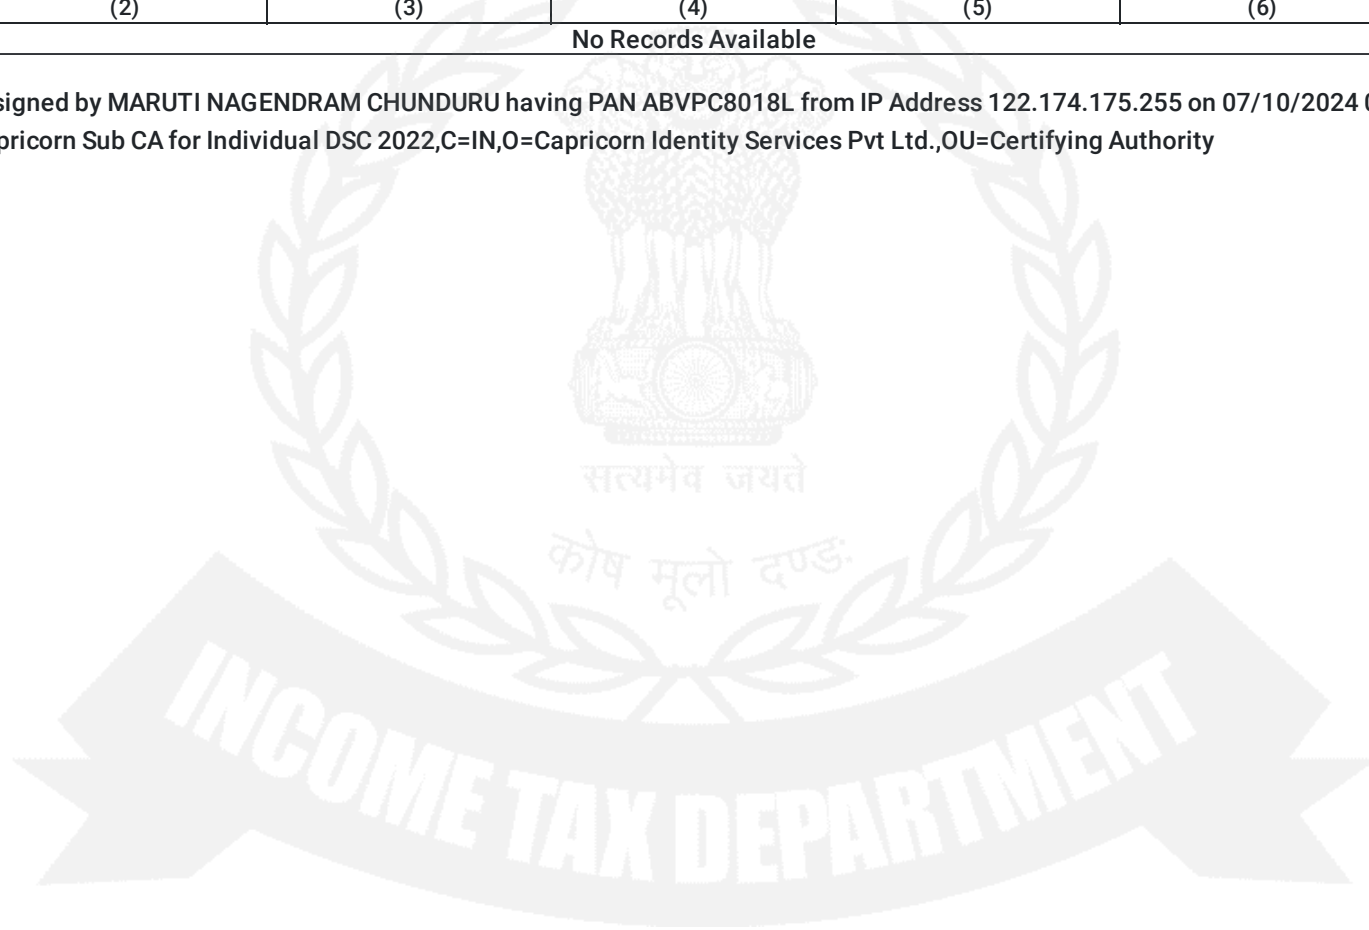 (2) (3) (4) (5) (6)
No Records Available
signed by MARUTI NAGENDRAM CHUNDURU having PAN ABVPC8018L from IP Address 122.174.175.255 on 07/10/2024
pricorn Sub CA for Individual DSC 2022,C=IN,O=Capricorn Identity Services Pvt Ltd.,OU=Certifying Authority
सत्यमेव जयते
कोष मूलो दण्डः
INCOME TAX DEPARTMENT